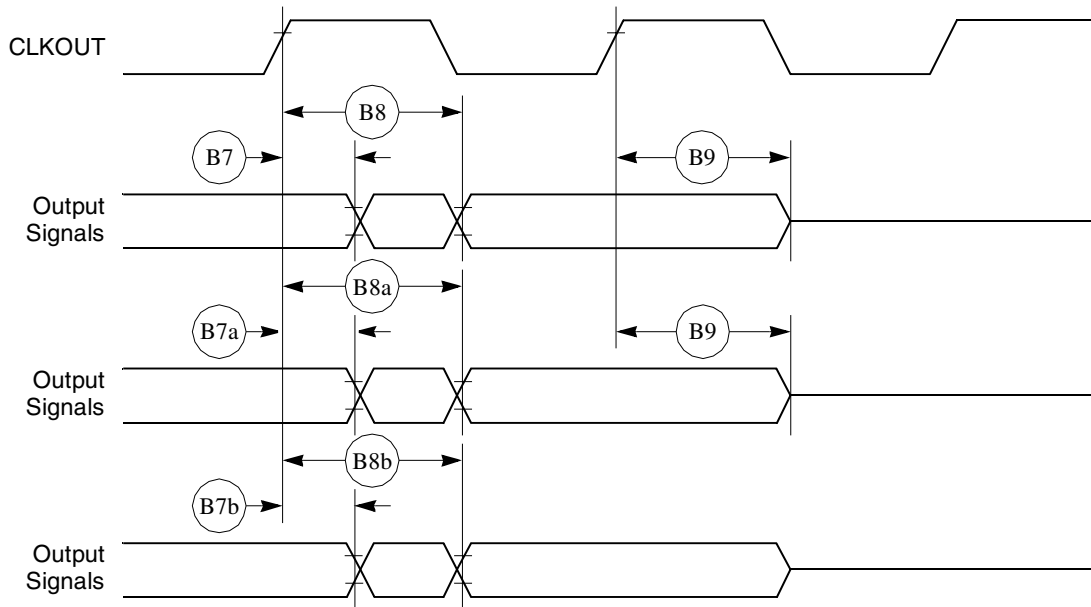 CLKOUT
B8
B7
B9
Output
Signals
B8a
B7a
B9
Output
Signals
B8b
B7b
Output
Signals